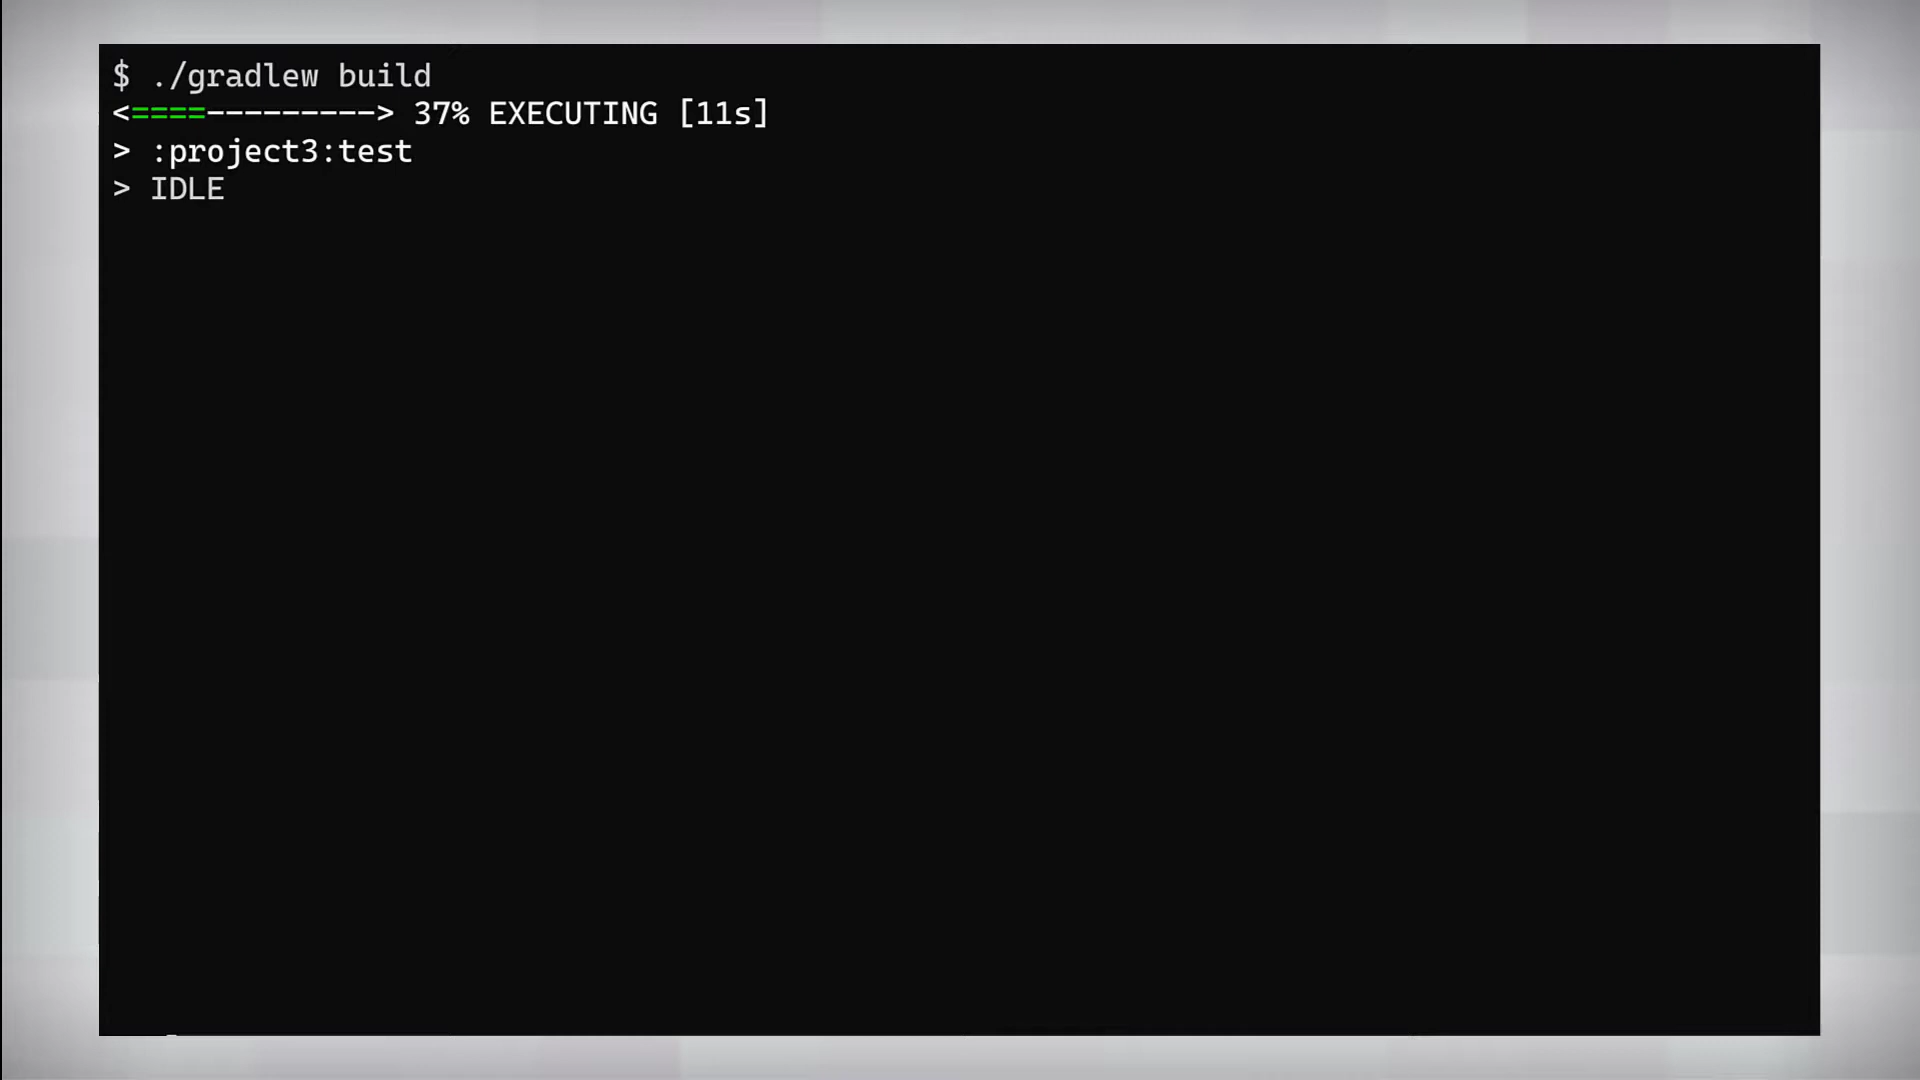 $ ./gradlew build
<====---------> 37% EXECUTING [11s]
> :project3:test
> IDLE